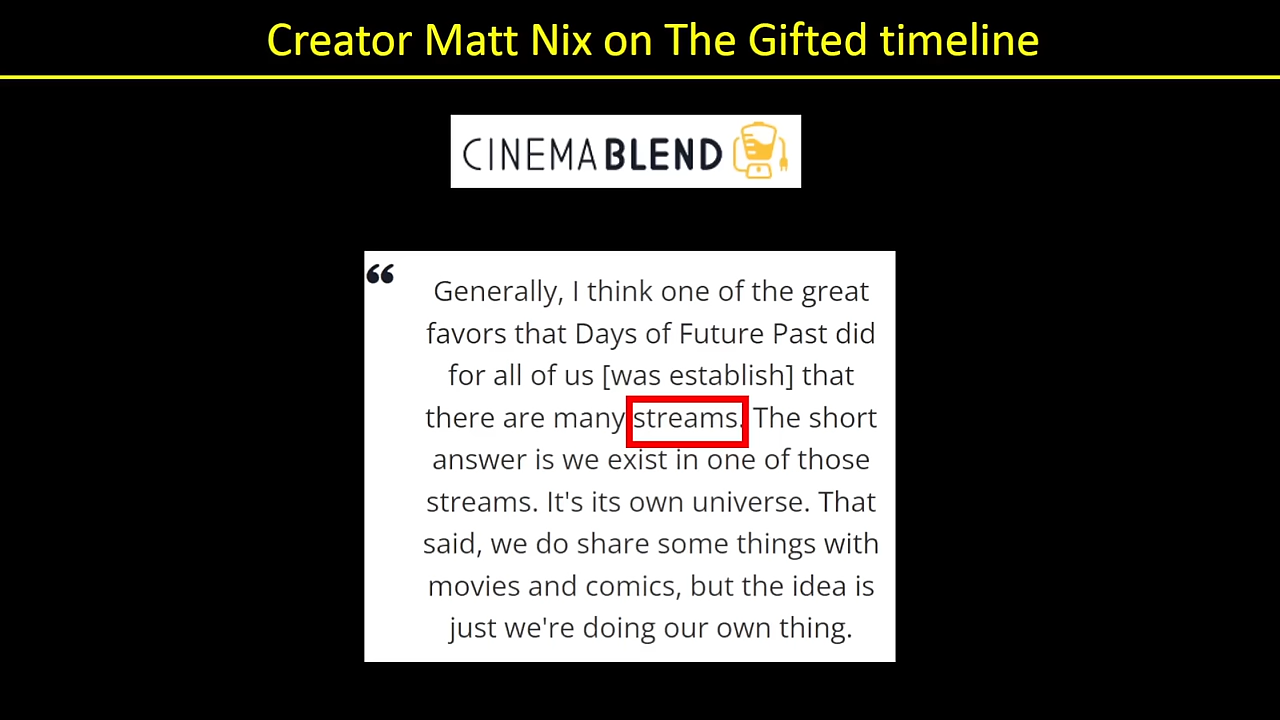 Creator Matt Nix on The Gifted timeline
CINEMABLEND
“
Generally, I think one of the great
favors that Days of Future Past did
for all of us [was establish] that
there are many streams. The short
answer is we exist in one of those
streams. It's its own universe. That
said, we do share some things with
movies and comics, but the idea is
just we're doing our own thing.